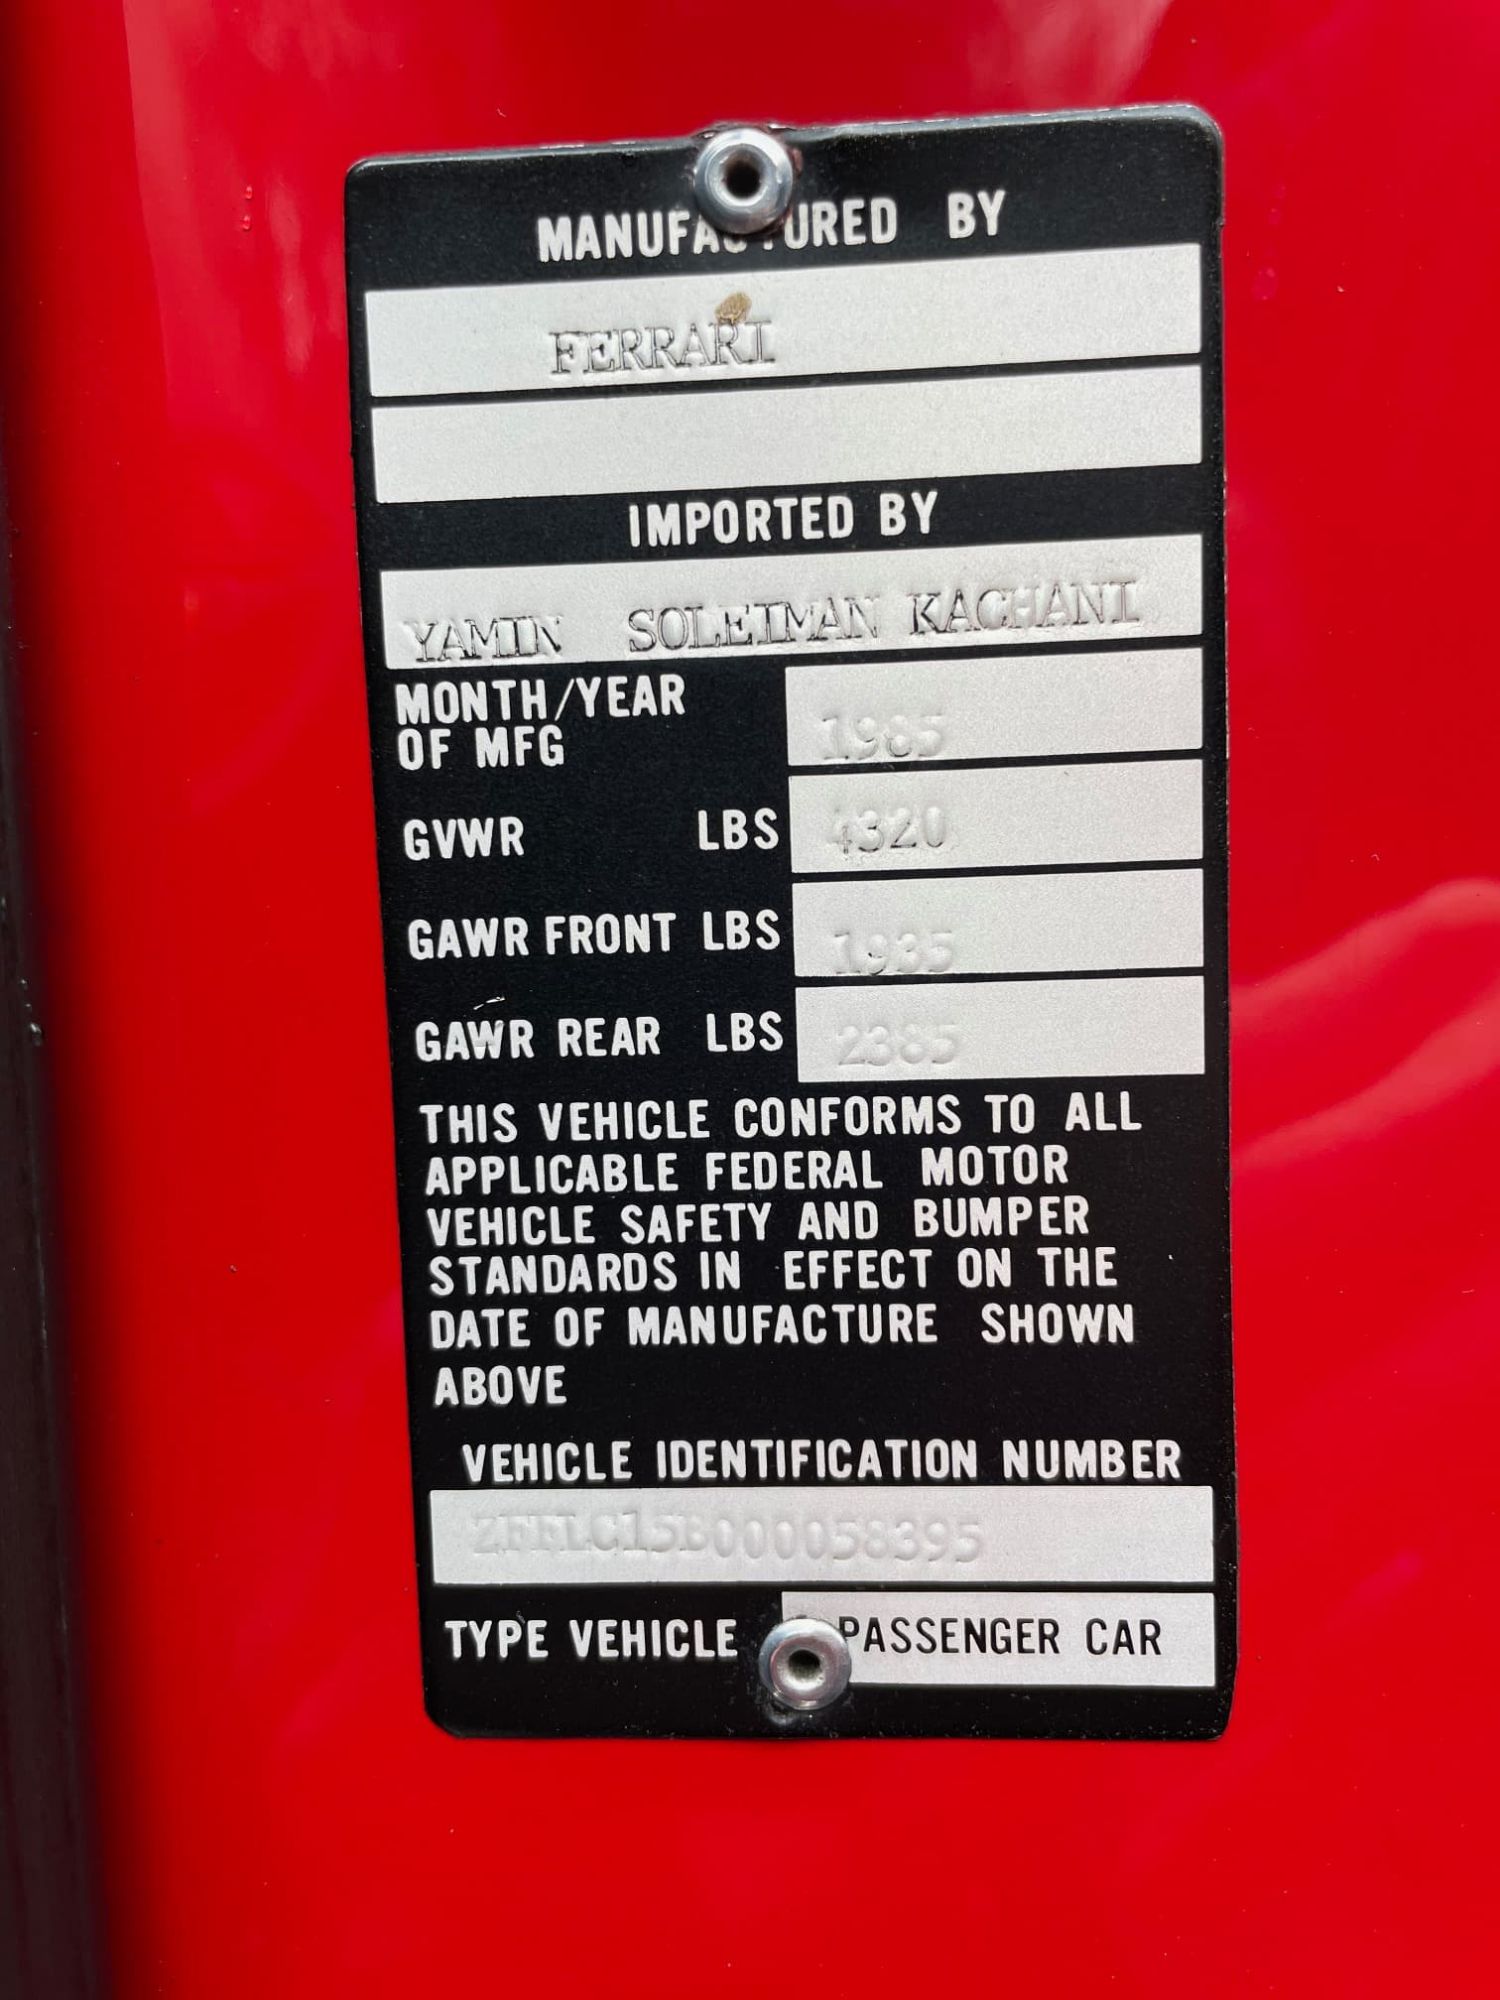 MANUFACTURED BY
FERRARI
IMPORTED BY
YAMIN SOLEIMAN KACHANI
MONTH/YEAR
OF MFG 1985
GVWR LBS 4320
GAWR FRONT LBS 1935
GAWR REAR LBS 2385
THIS VEHICLE CONFORMS TO ALL
APPLICABLE FEDERAL MOTOR
VEHICLE SAFETY AND BUMPER
STANDARDS IN EFFECT ON THE
DATE OF MANUFACTURE SHOWN
ABOVE
VEHICLE IDENTIFICATION NUMBER
ZFFLC15B000058395
TYPE VEHICLE PASSENGER CAR